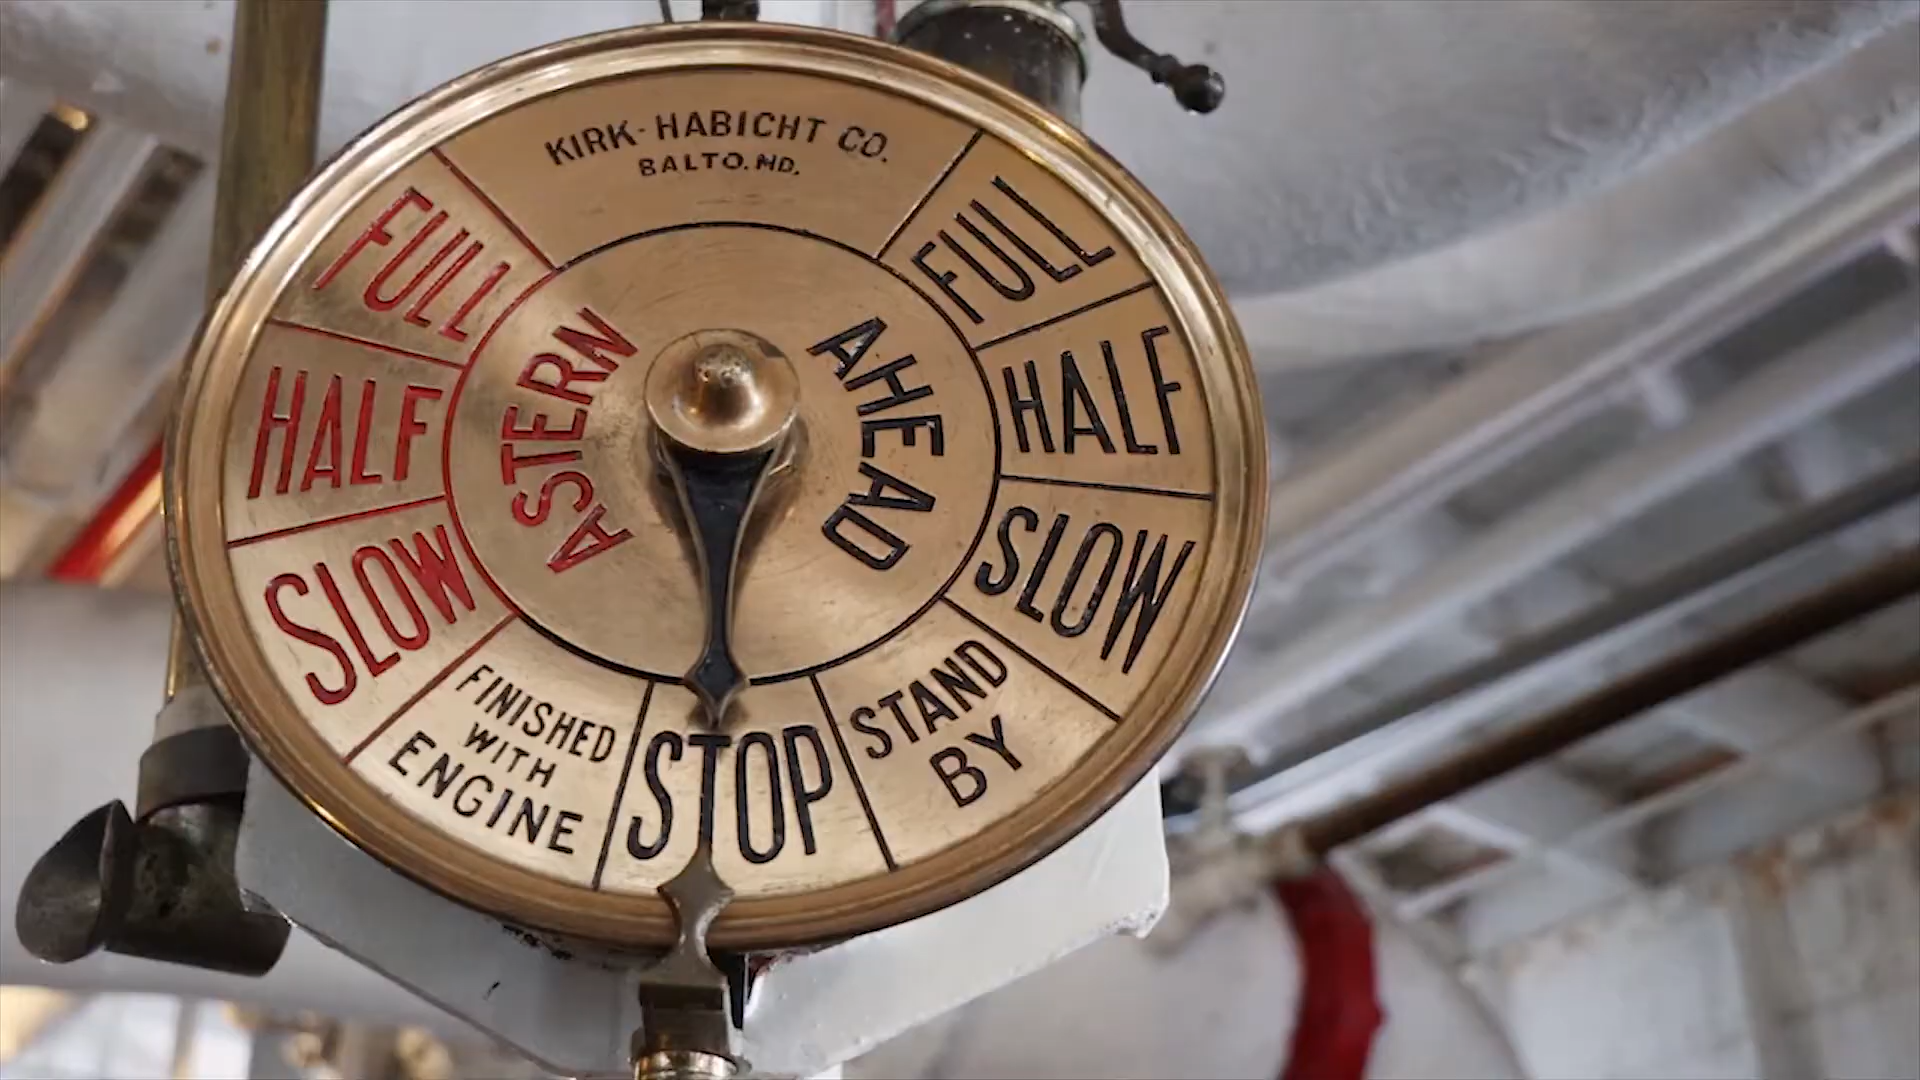 KIRK-HABICHT CO.
BALTO. MD.
FULL
HALF
SLOW
ASTERN
AHEAD
FULL
HALF
SLOW
FINISHED
WITH
ENGINE
STOP
STAND
BY